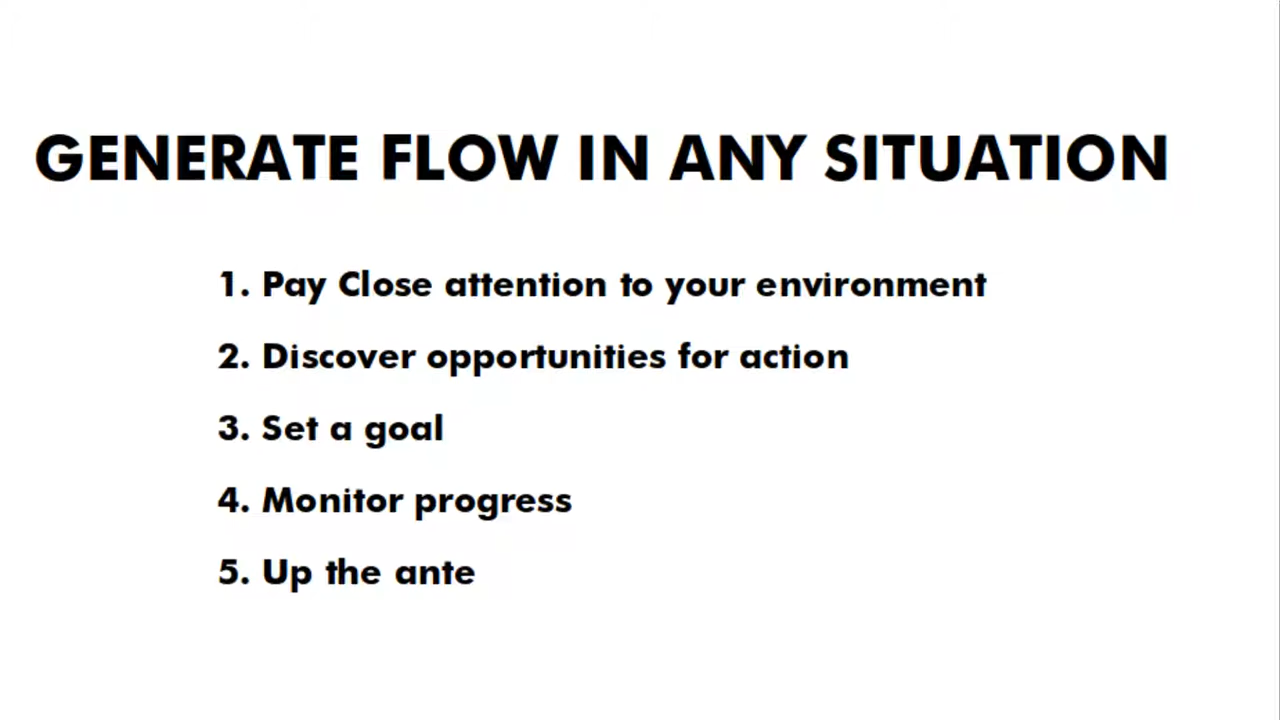 GENERATE FLOW IN ANY SITUATION
1. Pay Close attention to your environment
2. Discover opportunities for action
3. Set a goal
4. Monitor progress
5. Up the ante